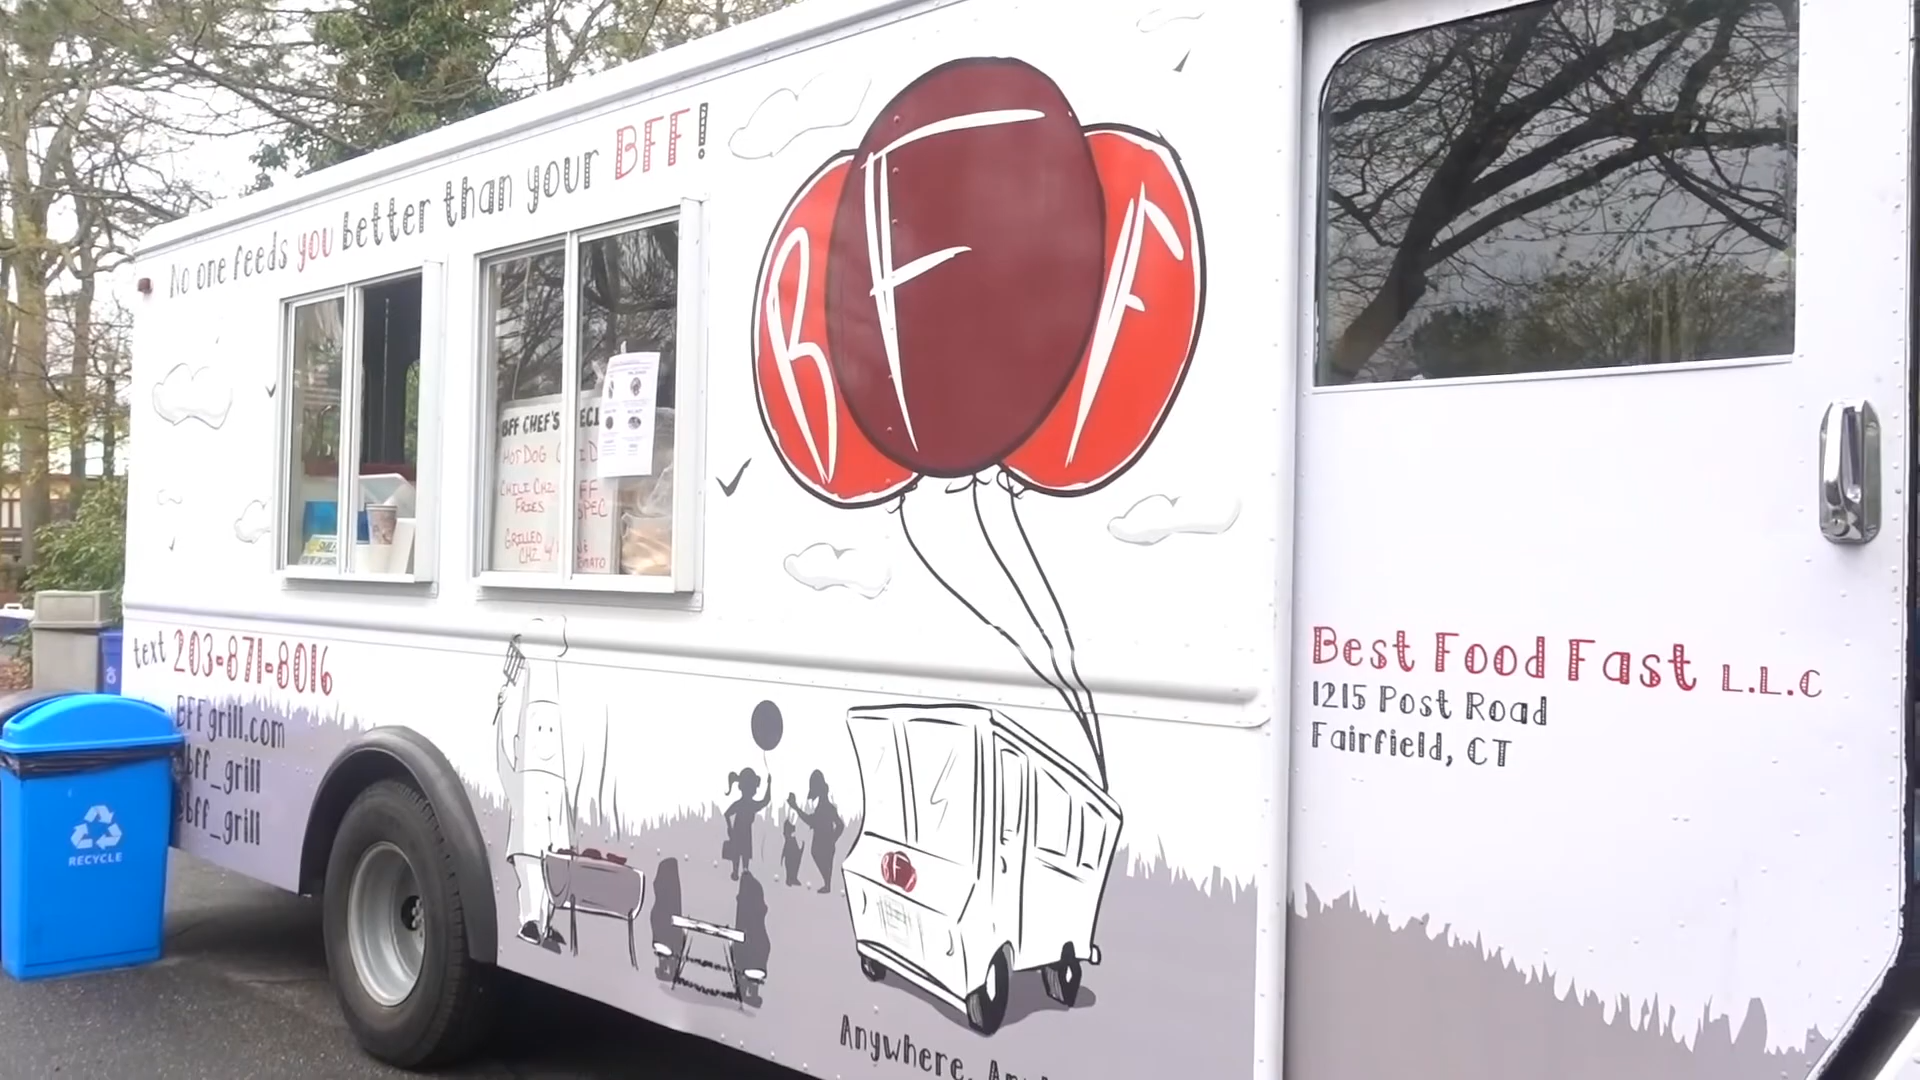 No one feeds you better than your BFF!
B F F
BFF CHEF'S
HOT DOG
CHILI CHZ
FRIES
GRILLED
CHZ W/
text 203-871-8016
BFFgrill.com
@bff_grill
@bff_grill
RECYCLE
BFF
Anywhere,
Best Food Fast L.L.C
1215 Post Road
Fairfield, CT